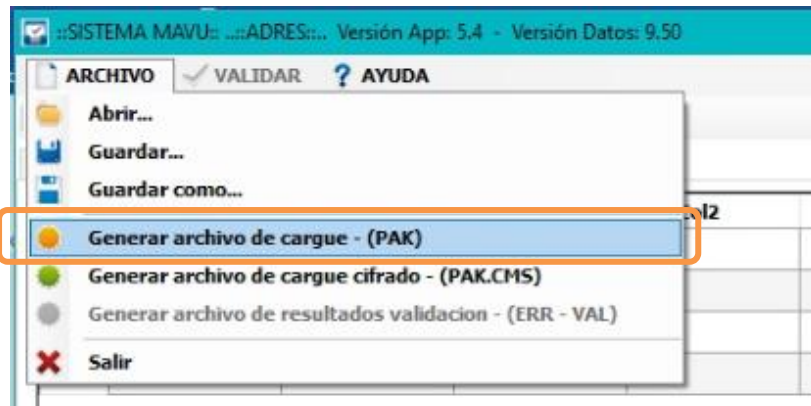 ::SISTEMA MAVU:: ..::ADRES::.. Versión App: 5.4 - Versión Datos: 9.50
ARCHIVO VALIDAR ? AYUDA
Abrir...
Guardar...
Guardar como...
Col2
Generar archivo de cargue - (PAK)
Generar archivo de cargue cifrado - (PAK.CMS)
Generar archivo de resultados validacion - (ERR - VAL)
Salir